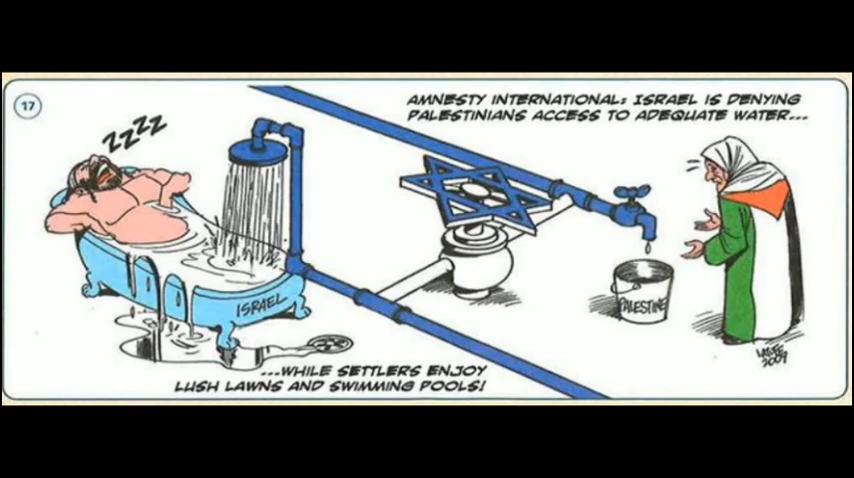 17
AMNESTY INTERNATIONAL: ISRAEL IS DENYING
PALESTINIANS ACCESS TO ADEQUATE WATER...
ZZZZ
PALESTINE
ISRAEL
LATUFF
2009
...WHILE SETTLERS ENJOY
LUSH LAWNS AND SWIMMING POOLS!